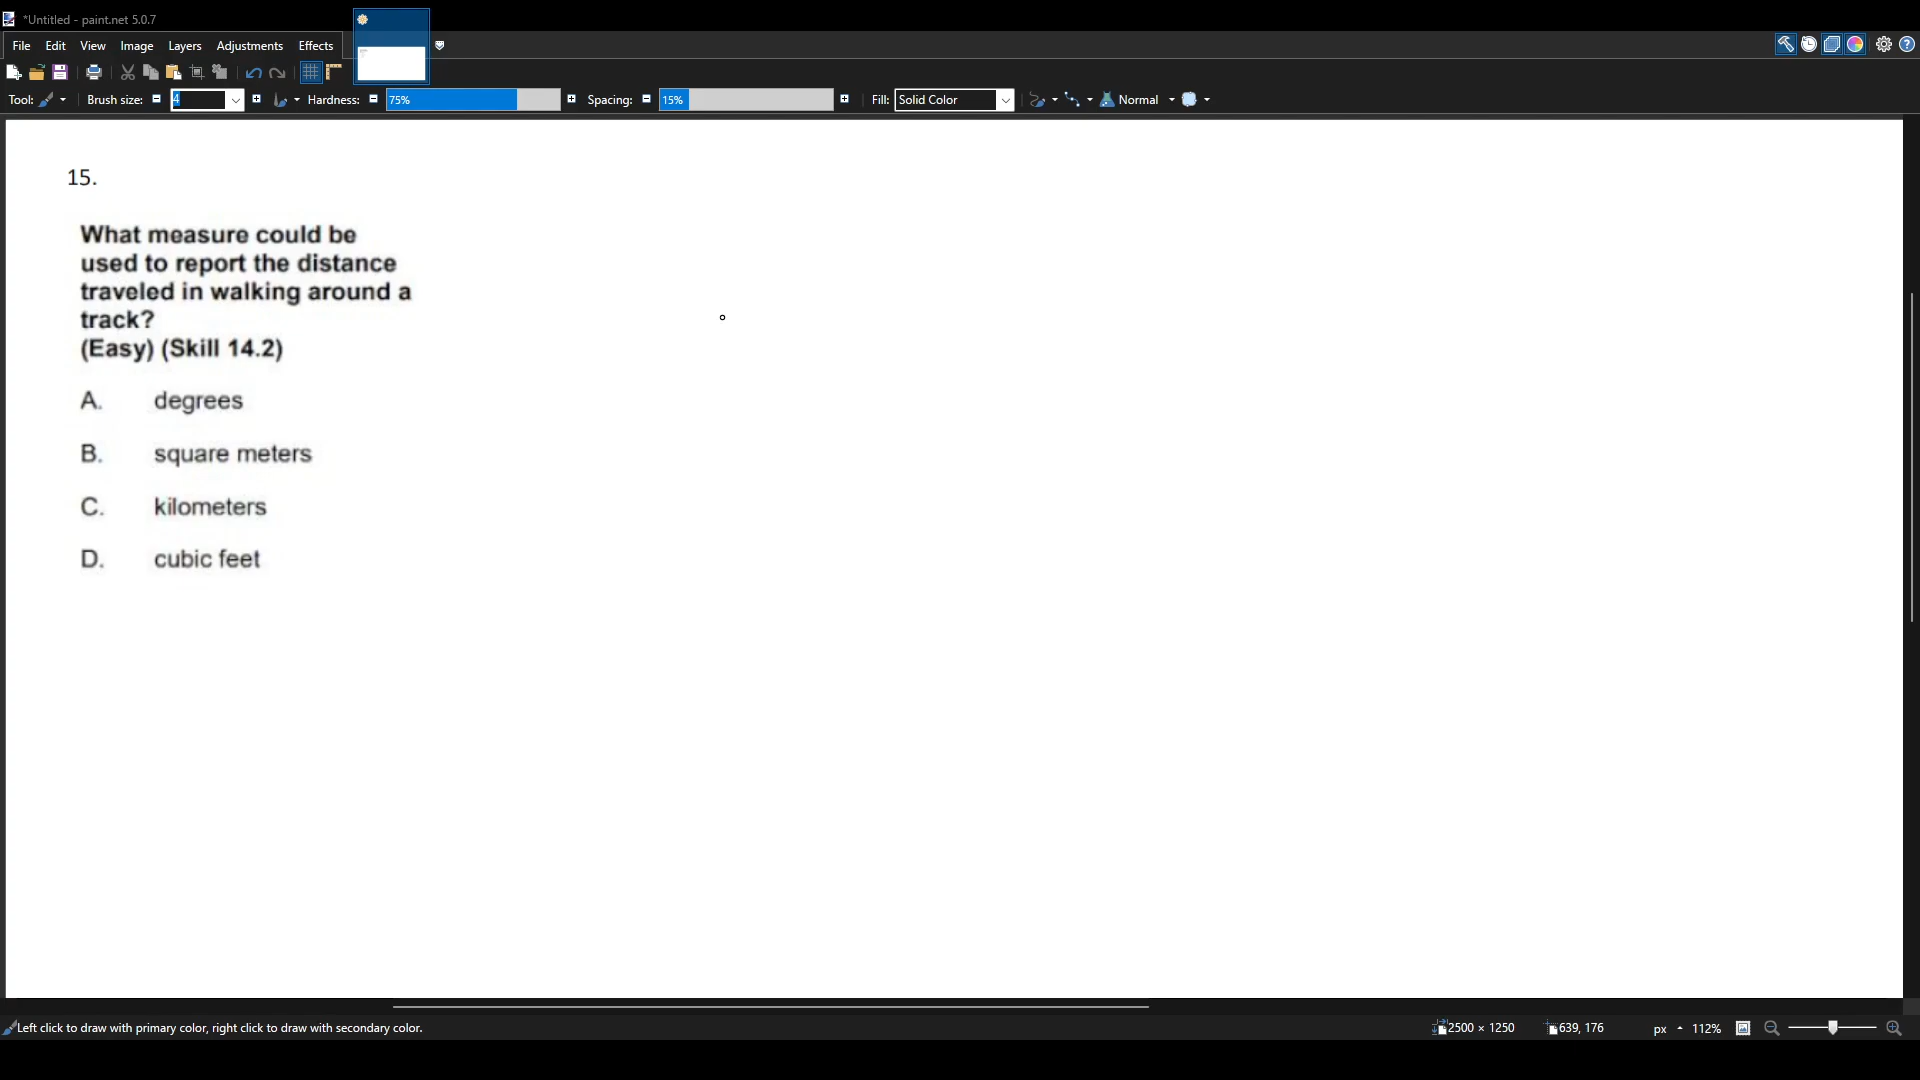 *Untitled - paint.net 5.0.7
File Edit View Image Layers Adjustments Effects
Tool: Brush size: 4 Hardness: 75% Spacing: 15% Fill: Solid Color Normal
15.
What measure could be
used to report the distance
traveled in walking around a
track?
(Easy) (Skill 14.2)
A. degrees
B. square meters
C. kilometers
D. cubic feet
Left click to draw with primary color, right click to draw with secondary color. 2500 × 1250 639, 176 px 112%